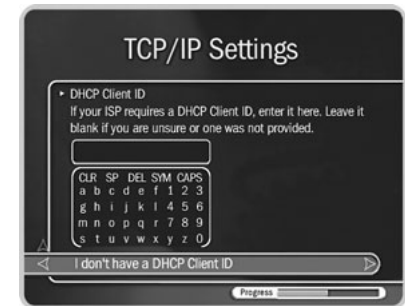 TCP/IP Settings
DHCP Client ID
If your ISP requires a DHCP Client ID, enter it here. Leave it
blank if you are unsure or one was not provided.
CLR SP DEL SYM CAPS
a b c d e f 1 2 3
g h i j k l 4 5 6
m n o p q r 7 8 9
s t u v w x y z 0
I don't have a DHCP Client ID
Progress